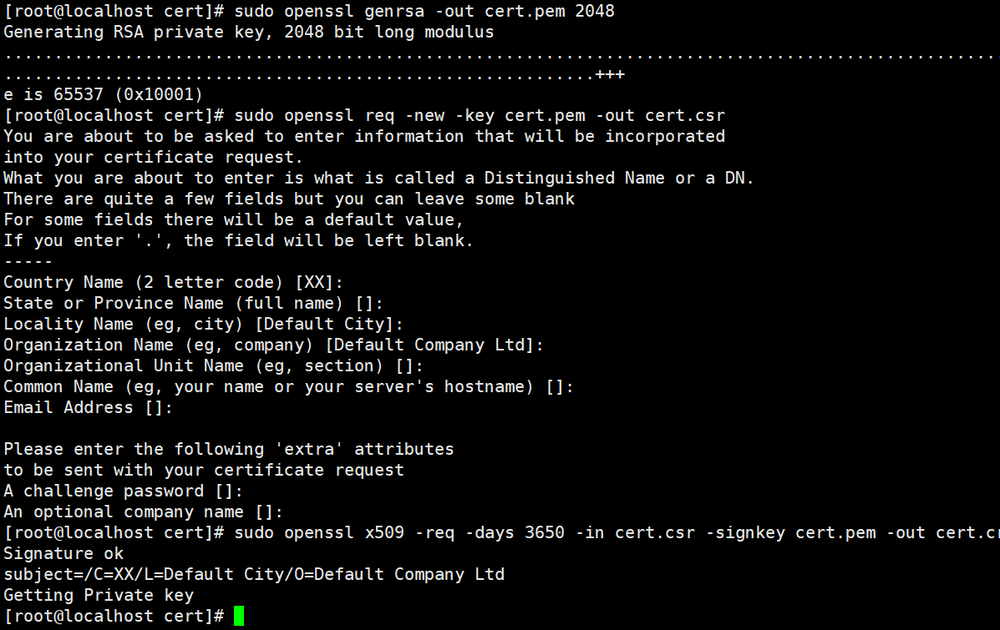 [root@localhost cert]# sudo openssl genrsa -out cert.pem 2048
Generating RSA private key, 2048 bit long modulus
...................................................................................................
...........................................................+++
e is 65537 (0x10001)
[root@localhost cert]# sudo openssl req -new -key cert.pem -out cert.csr
You are about to be asked to enter information that will be incorporated
into your certificate request.
What you are about to enter is what is called a Distinguished Name or a DN.
There are quite a few fields but you can leave some blank
For some fields there will be a default value,
If you enter '.', the field will be left blank.
-----
Country Name (2 letter code) [XX]:
State or Province Name (full name) []:
Locality Name (eg, city) [Default City]:
Organization Name (eg, company) [Default Company Ltd]:
Organizational Unit Name (eg, section) []:
Common Name (eg, your name or your server's hostname) []:
Email Address []:
Please enter the following 'extra' attributes
to be sent with your certificate request
A challenge password []:
An optional company name []:
[root@localhost cert]# sudo openssl x509 -req -days 3650 -in cert.csr -signkey cert.pem -out
Signature ok
subject=/C=XX/L=Default City/O=Default Company Ltd
Getting Private key
[root@localhost cert]#